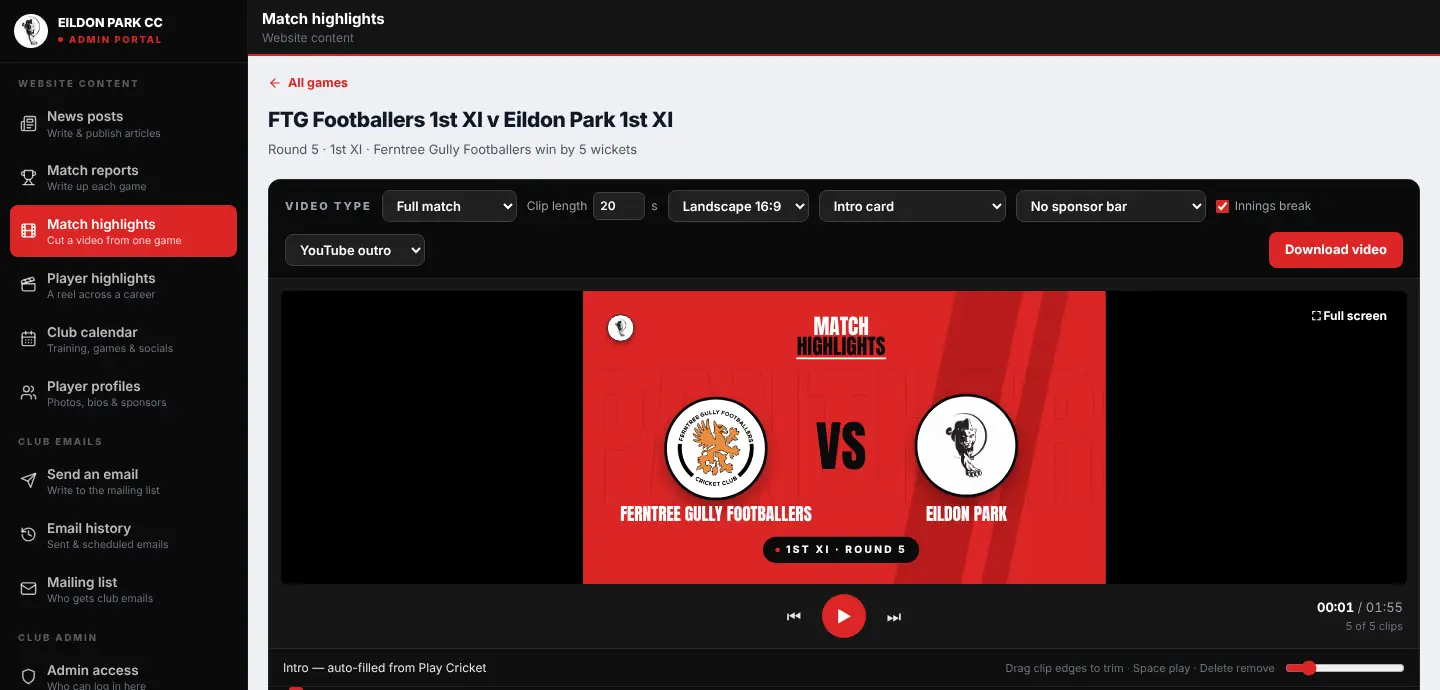 EILDON PARK CC
ADMIN PORTAL
WEBSITE CONTENT
News posts
Write & publish articles
Match reports
Write up each game
Match highlights
Cut a video from one game
Player highlights
A reel across a career
Club calendar
Training, games & socials
Player profiles
Photos, bios & sponsors
CLUB EMAILS
Send an email
Write to the mailing list
Email history
Sent & scheduled emails
Mailing list
Who gets club emails
CLUB ADMIN
Admin access
Who can log in here
Match highlights
Website content
← All games
FTG Footballers 1st XI v Eildon Park 1st XI
Round 5 · 1st XI · Ferntree Gully Footballers win by 5 wickets
VIDEO TYPE Full match Clip length 20 s Landscape 16:9 Intro card No sponsor bar Innings break
YouTube outro Download video
Full screen
MATCH
HIGHLIGHTS
FERNTREE GULLY FOOTBALLERS
CRICKET CLUB
VS
FERNTREE GULLY FOOTBALLERS EILDON PARK
1ST XI · ROUND 5
00:01 / 01:55
5 of 5 clips
Intro — auto-filled from Play Cricket
Drag clip edges to trim · Space play · Delete remove